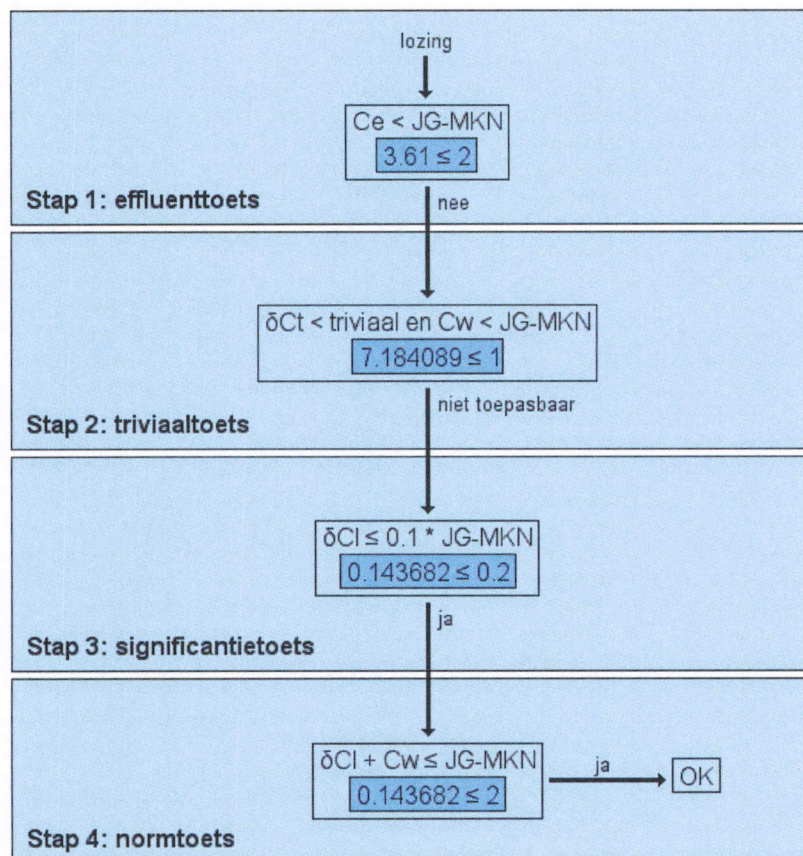 lozing
Ce < JG-MKN
3.61 ≤ 2
Stap 1: effluenttoets
nee
δCt < triviaal en Cw < JG-MKN
7.184089 ≤ 1
niet toepasbaar
Stap 2: triviaaltoets
δCl ≤ 0.1 * JG-MKN
0.143682 ≤ 0.2
ja
Stap 3: significantietoets
δCl + Cw ≤ JG-MKN
ja
OK
0.143682 ≤ 2
Stap 4: normtoets